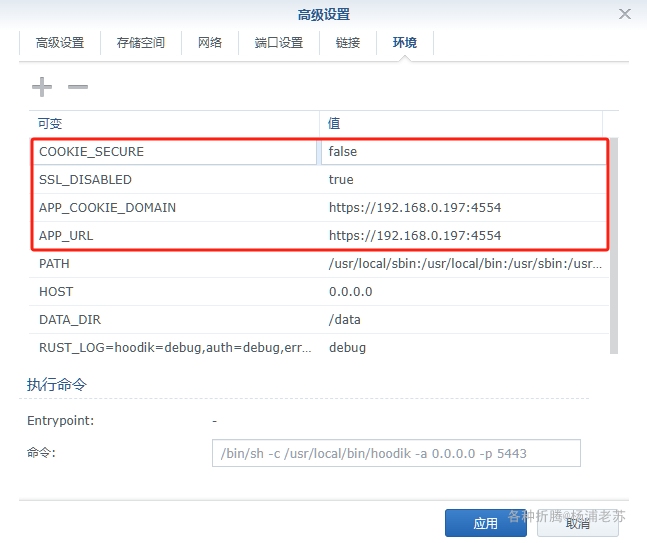 高级设置
高级设置 存储空间 网络 端口设置 链接 环境
可变 值
COOKIE_SECURE false
SSL_DISABLED true
APP_COOKIE_DOMAIN https://192.168.0.197:4554
APP_URL https://192.168.0.197:4554
PATH /usr/local/sbin:/usr/local/bin:/usr/sbin:/usr...
HOST 0.0.0.0
DATA_DIR /data
RUST_LOG=hoodik=debug,auth=debug,err... debug
执行命令
Entrypoint: -
命令: /bin/sh -c /usr/local/bin/hoodik -a 0.0.0.0 -p 5443
应用 取消
各种折腾@杨浦老苏